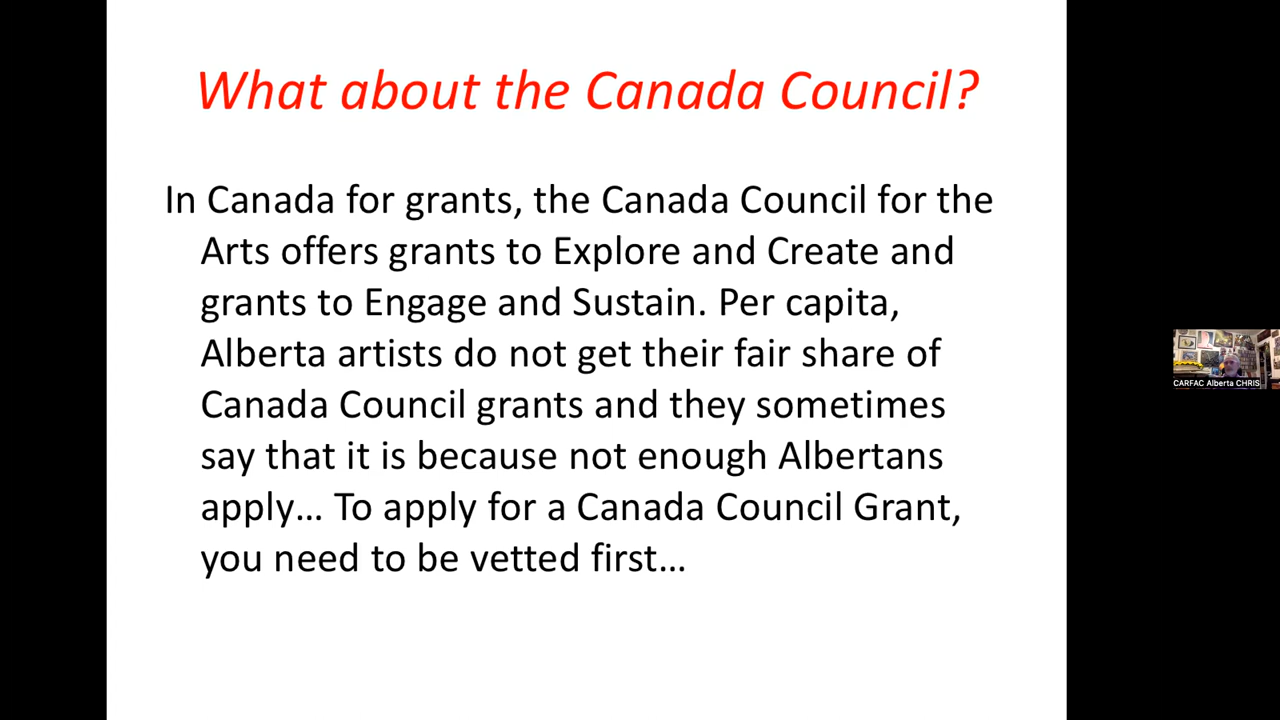 What about the Canada Council?
In Canada for grants, the Canada Council for the
Arts offers grants to Explore and Create and
grants to Engage and Sustain. Per capita,
Alberta artists do not get their fair share of
Canada Council grants and they sometimes
say that it is because not enough Albertans
apply... To apply for a Canada Council Grant,
you need to be vetted first...
CARFAC Alberta CHRIS